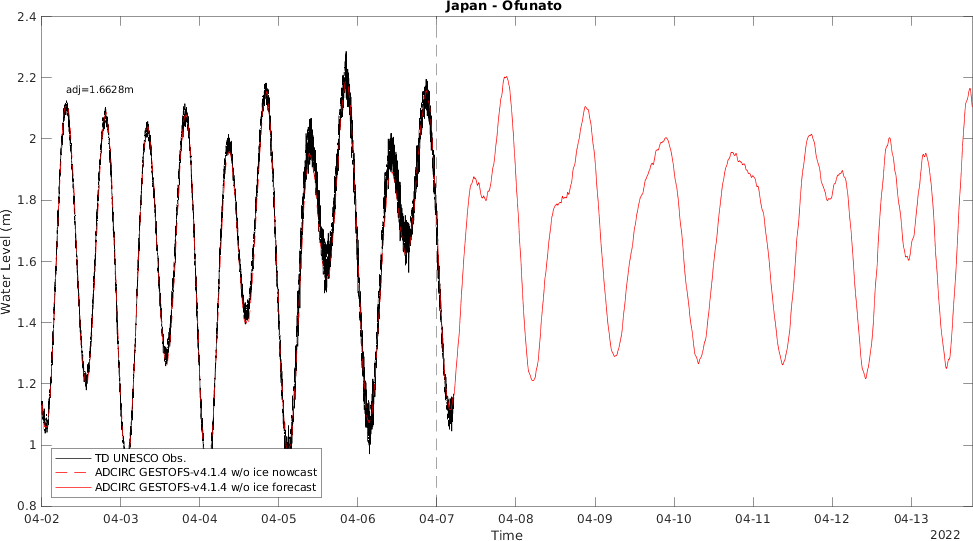 Japan - Ofunato
2.4
2.2
2
1.8
1.6
1.4
1.2
1
0.8
Water Level (m)
adj=1.6628m
TD UNESCO Obs.
ADCIRC GESTOFS-v4.1.4 w/o ice nowcast
ADCIRC GESTOFS-v4.1.4 w/o ice forecast
04-02 04-03 04-04 04-05 04-06 04-07 04-08 04-09 04-10 04-11 04-12 04-13
Time
2022